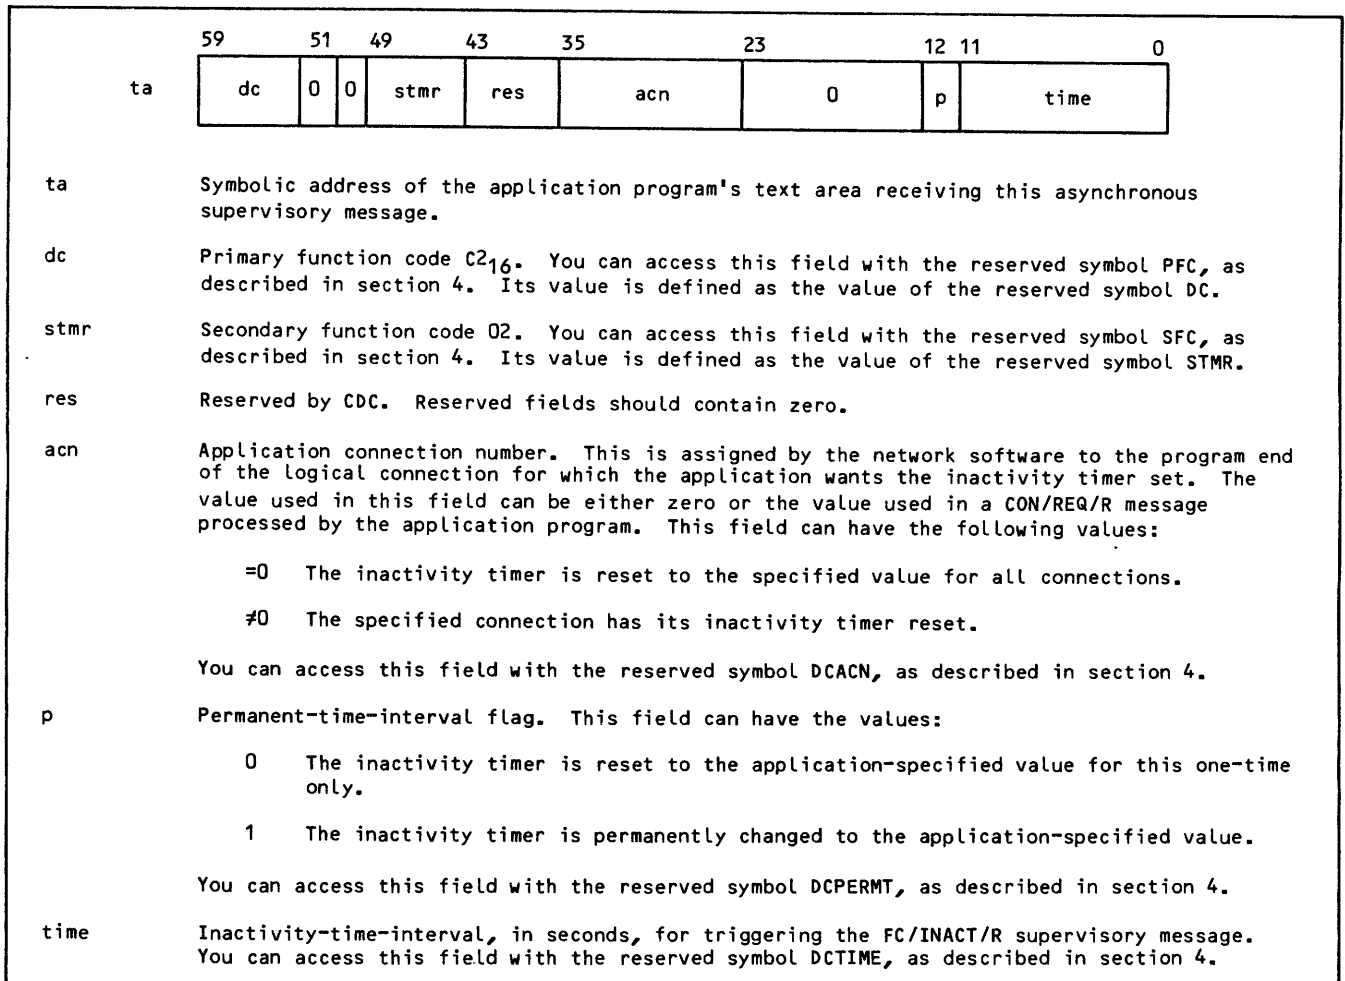 59 51 49 43 35 23 12 11 0
ta dc 0 0 stmr res acn 0 p time
ta Symbolic address of the application program's text area receiving this asynchronous
supervisory message.
dc Primary function code C2₁₆. You can access this field with the reserved symbol PFC, as
described in section 4. Its value is defined as the value of the reserved symbol DC.
stmr Secondary function code 02. You can access this field with the reserved symbol SFC, as
described in section 4. Its value is defined as the value of the reserved symbol STMR.
res Reserved by CDC. Reserved fields should contain zero.
acn Application connection number. This is assigned by the network software to the program end
of the logical connection for which the application wants the inactivity timer set. The
value used in this field can be either zero or the value used in a CON/REQ/R message
processed by the application program. This field can have the following values:
=0 The inactivity timer is reset to the specified value for all connections.
≠0 The specified connection has its inactivity timer reset.
You can access this field with the reserved symbol DCACN, as described in section 4.
p Permanent-time-interval flag. This field can have the values:
0 The inactivity timer is reset to the application-specified value for this one-time
only.
1 The inactivity timer is permanently changed to the application-specified value.
You can access this field with the reserved symbol DCPERMT, as described in section 4.
time Inactivity-time-interval, in seconds, for triggering the FC/INACT/R supervisory message.
You can access this field with the reserved symbol DCTIME, as described in section 4.